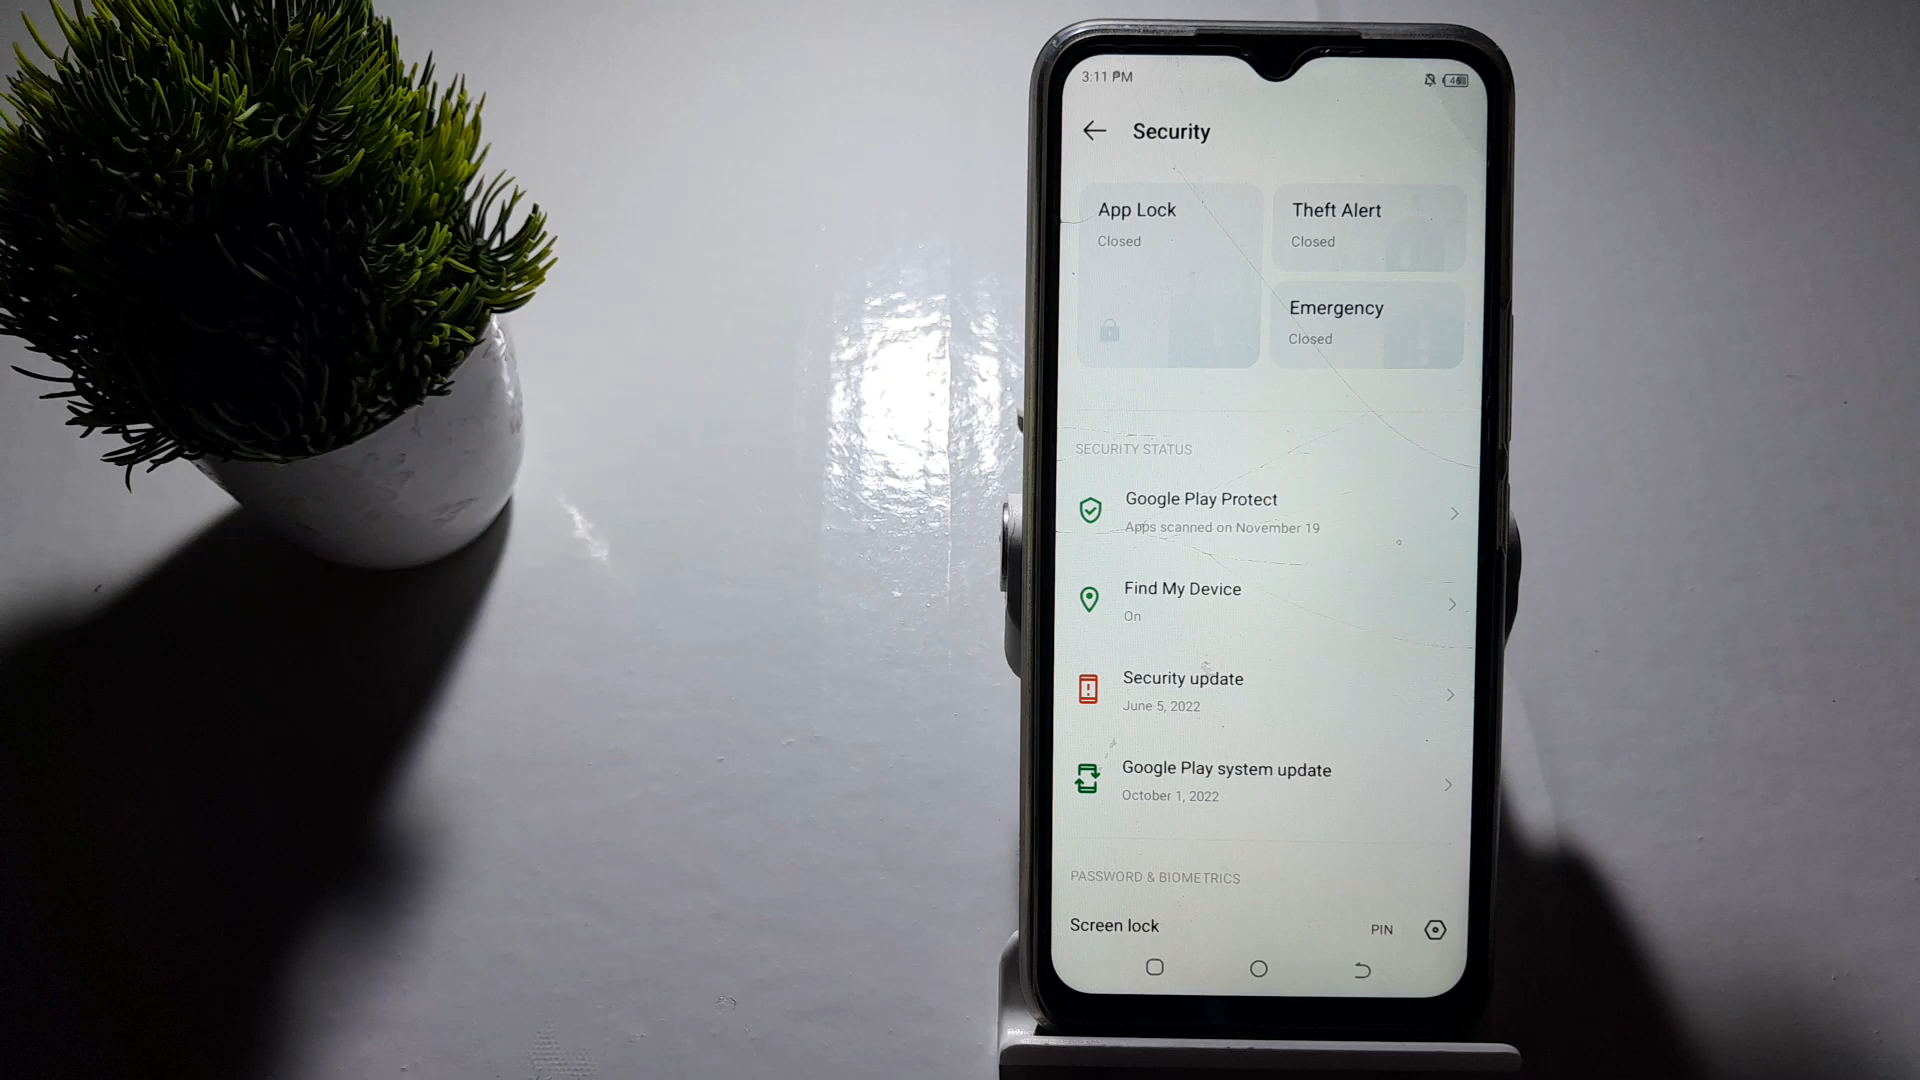 3:11 PM
46
Security
App Lock
Closed
Theft Alert
Closed
Emergency
Closed
SECURITY STATUS
Google Play Protect
Apps scanned on November 19
Find My Device
On
Security update
June 5, 2022
Google Play system update
October 1, 2022
PASSWORD & BIOMETRICS
Screen lock
PIN